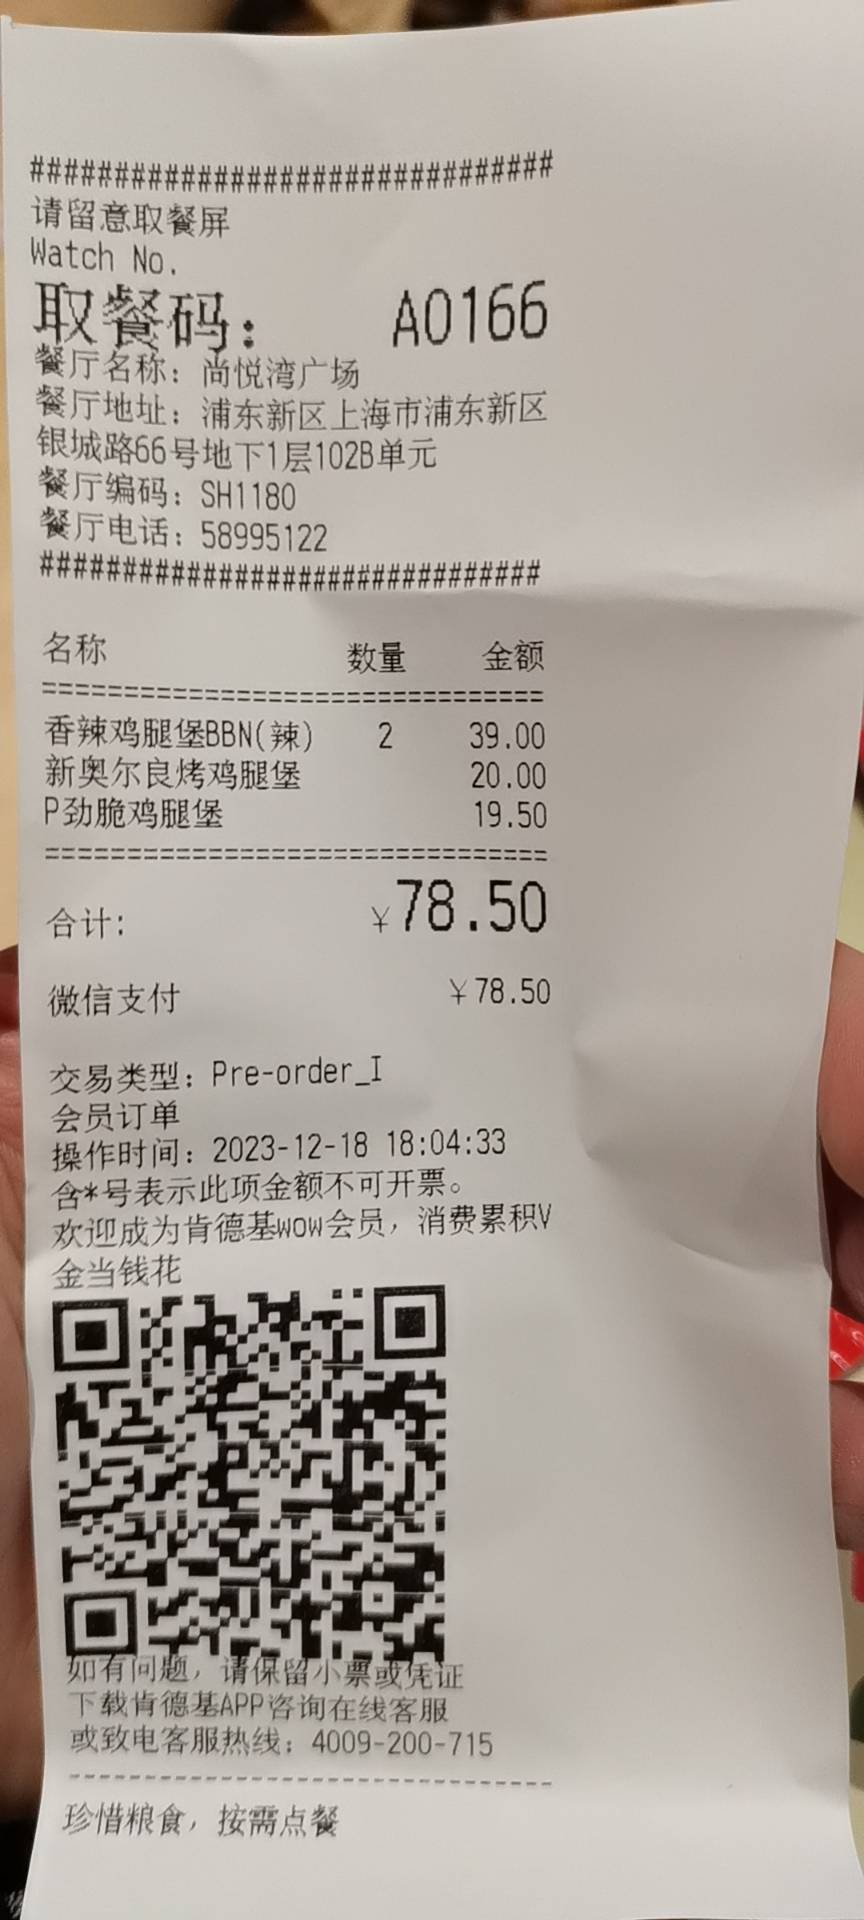 ################################
请留意取餐屏
Watch No.
取餐码： A0166
餐厅名称：尚悦湾广场
餐厅地址：浦东新区上海市浦东新区
银城路66号地下1层102B单元
餐厅编码：SH1180
餐厅电话：58995122
################################
名称 数量 金额
================================
香辣鸡腿堡BBN(辣) 2 39.00
新奥尔良烤鸡腿堡 20.00
P劲脆鸡腿堡 19.50
================================
合计: ￥78.50
微信支付 ￥78.50
交易类型：Pre-order_I
会员订单
操作时间：2023-12-18 18:04:33
含*号表示此项金额不可开票。
欢迎成为肯德基wow会员，消费累积V
金当钱花
如有问题，请保留小票或凭证
下载肯德基APP咨询在线客服
或致电客服热线：4009-200-715
--------------------------------
珍惜粮食，按需点餐